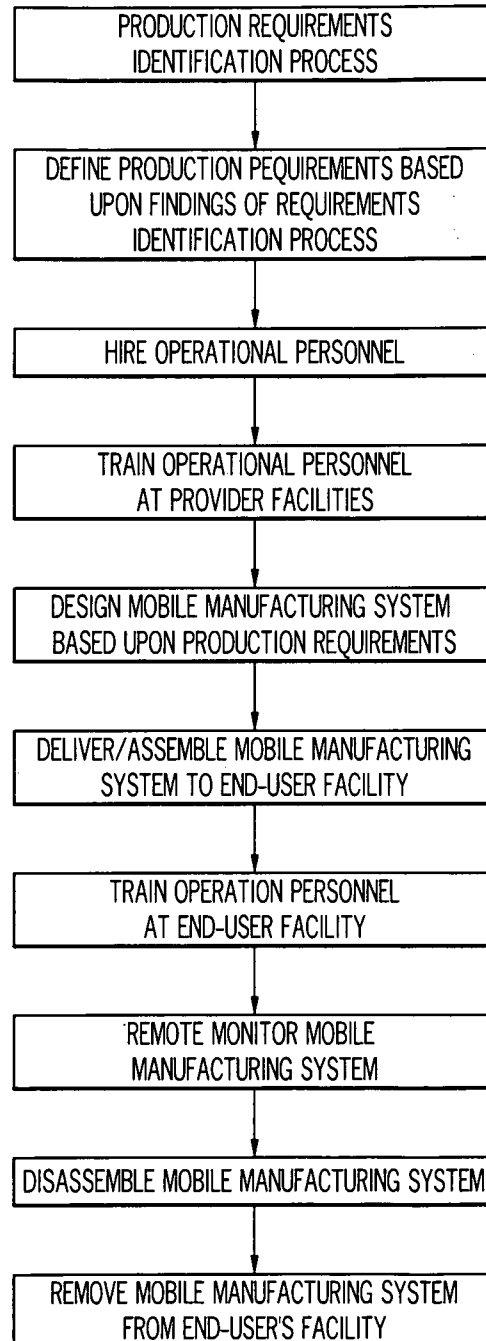 PRODUCTION REQUIREMENTS
IDENTIFICATION PROCESS
DEFINE PRODUCTION PEQUIREMENTS BASED
UPON FINDINGS OF REQUIREMENTS
IDENTIFICATION PROCESS
HIRE OPERATIONAL PERSONNEL
TRAIN OPERATIONAL PERSONNEL
AT PROVIDER FACILITIES
DESIGN MOBILE MANUFACTURING SYSTEM
BASED UPON PRODUCTION REQUIREMENTS
DELIVER/ASSEMBLE MOBILE MANUFACTURING
SYSTEM TO END-USER FACILITY
TRAIN OPERATION PERSONNEL
AT END-USER FACILITY
REMOTE MONITOR MOBILE
MANUFACTURING SYSTEM
DISASSEMBLE MOBILE MANUFACTURING SYSTEM
REMOVE MOBILE MANUFACTURING SYSTEM
FROM END-USER'S FACILITY